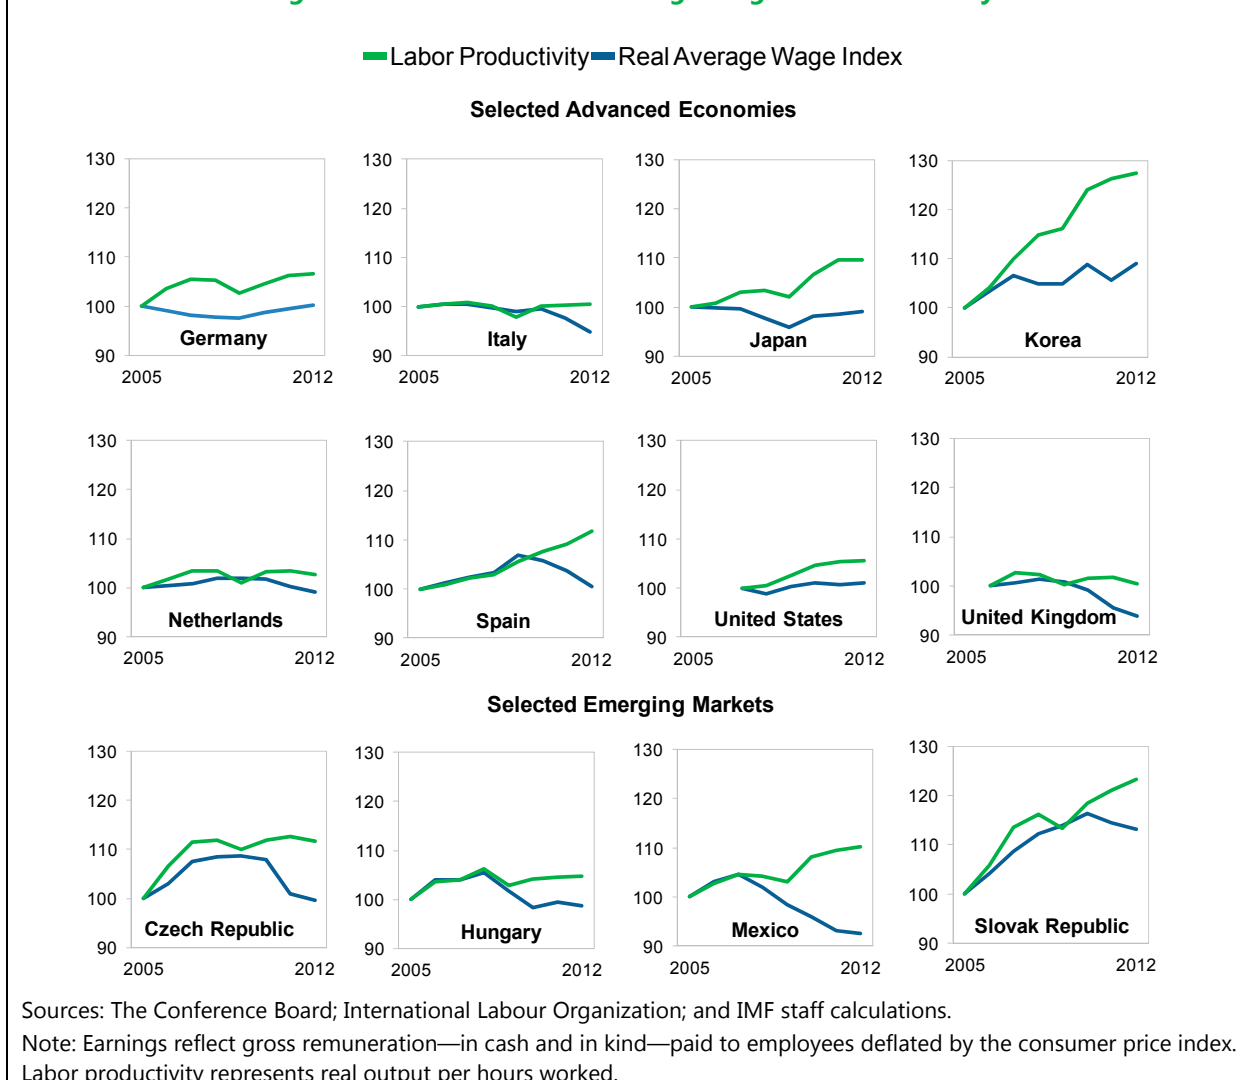 Labor Productivity Real Average Wage Index
Selected Advanced Economies
130 130 130 130
120 120 120 120
110 110 110 110
100 100 100 100
Germany Italy Japan Korea
90 90 90 90
2005 2012 2005 2012 2005 2012 2005 2012
130 130 130 130
120 120 120 120
110 110 110 110
100 100 100 100
Netherlands Spain United States United Kingdom
90 90 90 90
2005 2012 2005 2012 2005 2012 2005 2012
Selected Emerging Markets
130 130 130 130
120 120 120 120
110 110 110 110
100 100 100 100
Czech Republic Hungary Mexico Slovak Republic
90 90 90 90
2005 2012 2005 2012 2005 2012 2005 2012
Sources: The Conference Board; International Labour Organization; and IMF staff calculations.
Note: Earnings reflect gross remuneration—in cash and in kind—paid to employees deflated by the consumer price index.
Labor productivity represents real output per hours worked.